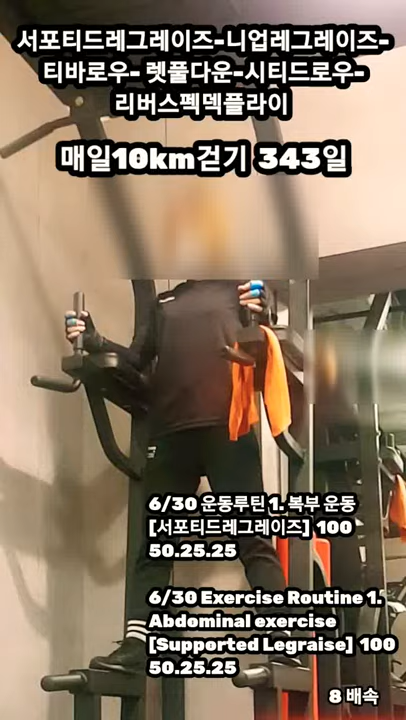 서포티드레그레이즈-니업레그레이즈-
티바로우- 렛풀다운-시티드로우-
리버스펙덱플라이
매일10km걷기 343일
6/30 운동루틴 1. 복부 운동
[서포티드레그레이즈] 100
50.25.25
6/30 Exercise Routine 1.
Abdominal exercise
[Supported Legraise] 100
50.25.25
8 배속